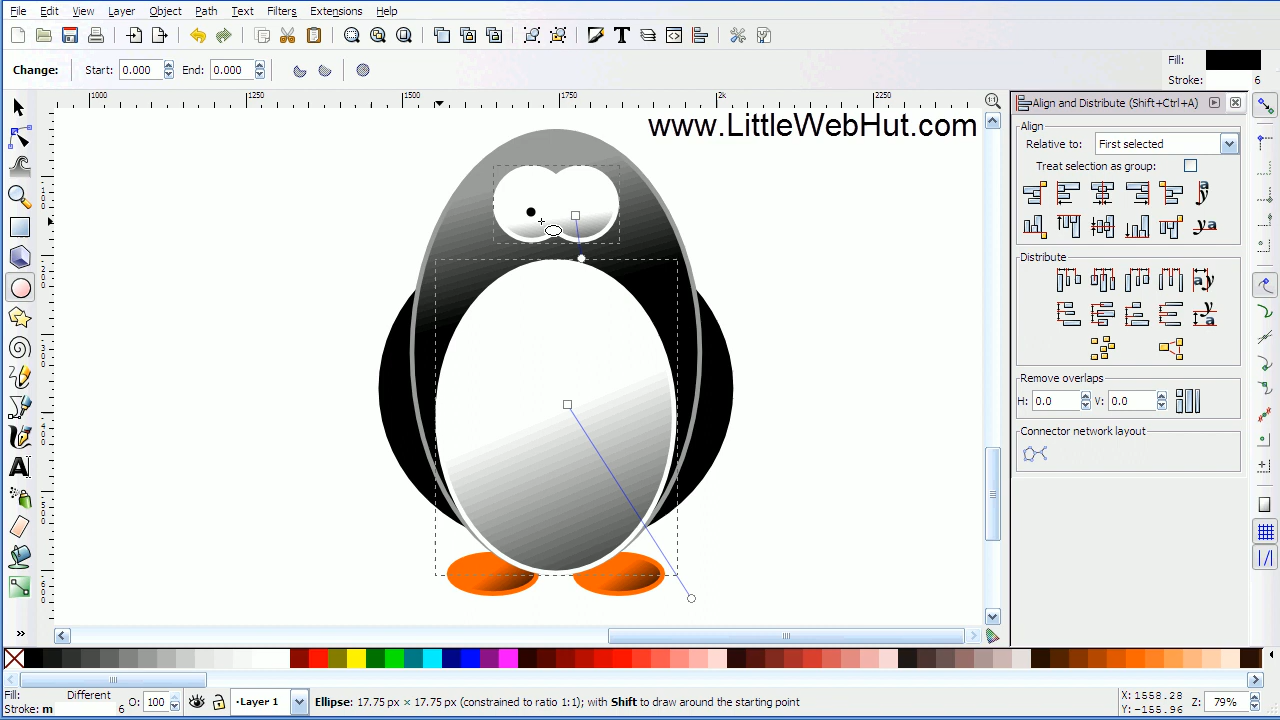 File Edit View Layer Object Path Text Filters Extensions Help
Change: Start: 0.000 End: 0.000
Fill:
Stroke: 6
1000 1250 1500 1750 2k 2250
www.LittleWebHut.com
Align and Distribute (Shift+Ctrl+A)
Align
Relative to: First selected
Treat selection as group:
Distribute
Remove overlaps
H: 0.0 V: 0.0
Connector network layout
Fill: Different
Stroke: m 6
O: 100
·Layer 1
Ellipse: 17.75 px × 17.75 px (constrained to ratio 1:1); with Shift to draw around the starting point
X: 1558.28
Y: -155.96
Z: 79%